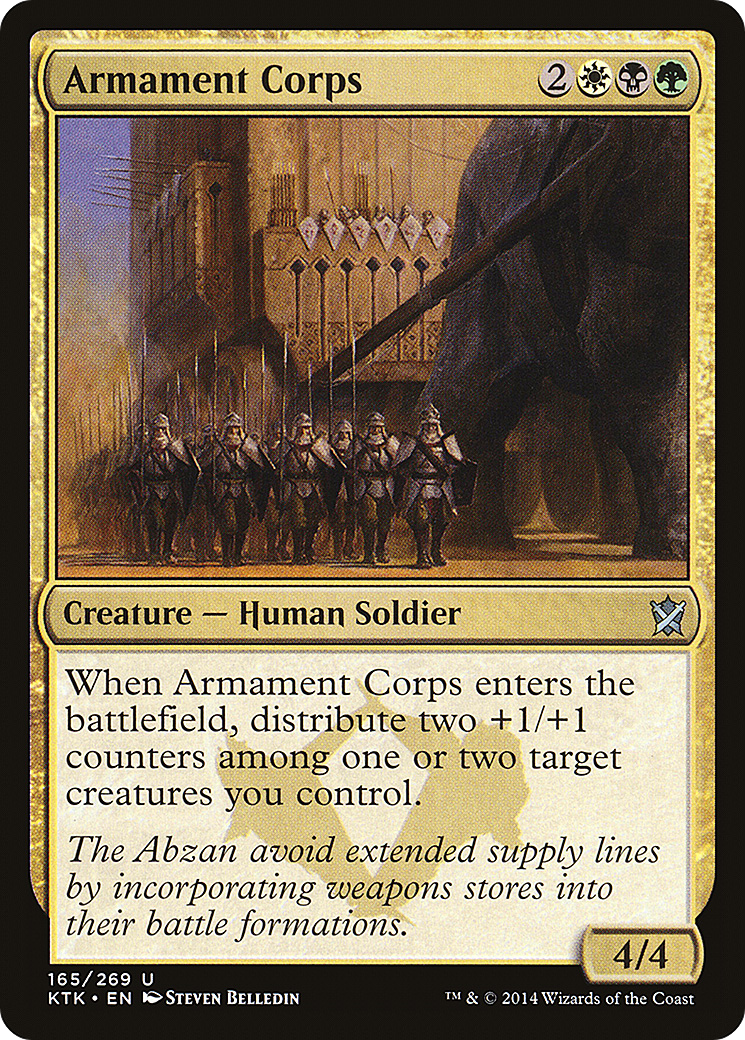 Armament Corps 2
Creature — Human Soldier
When Armament Corps enters the
battlefield, distribute two +1/+1
counters among one or two target
creatures you control.
The Abzan avoid extended supply lines
by incorporating weapons stores into
their battle formations.
4/4
165/269 U
KTK • EN Steven Belledin
™ & © 2014 Wizards of the Coast